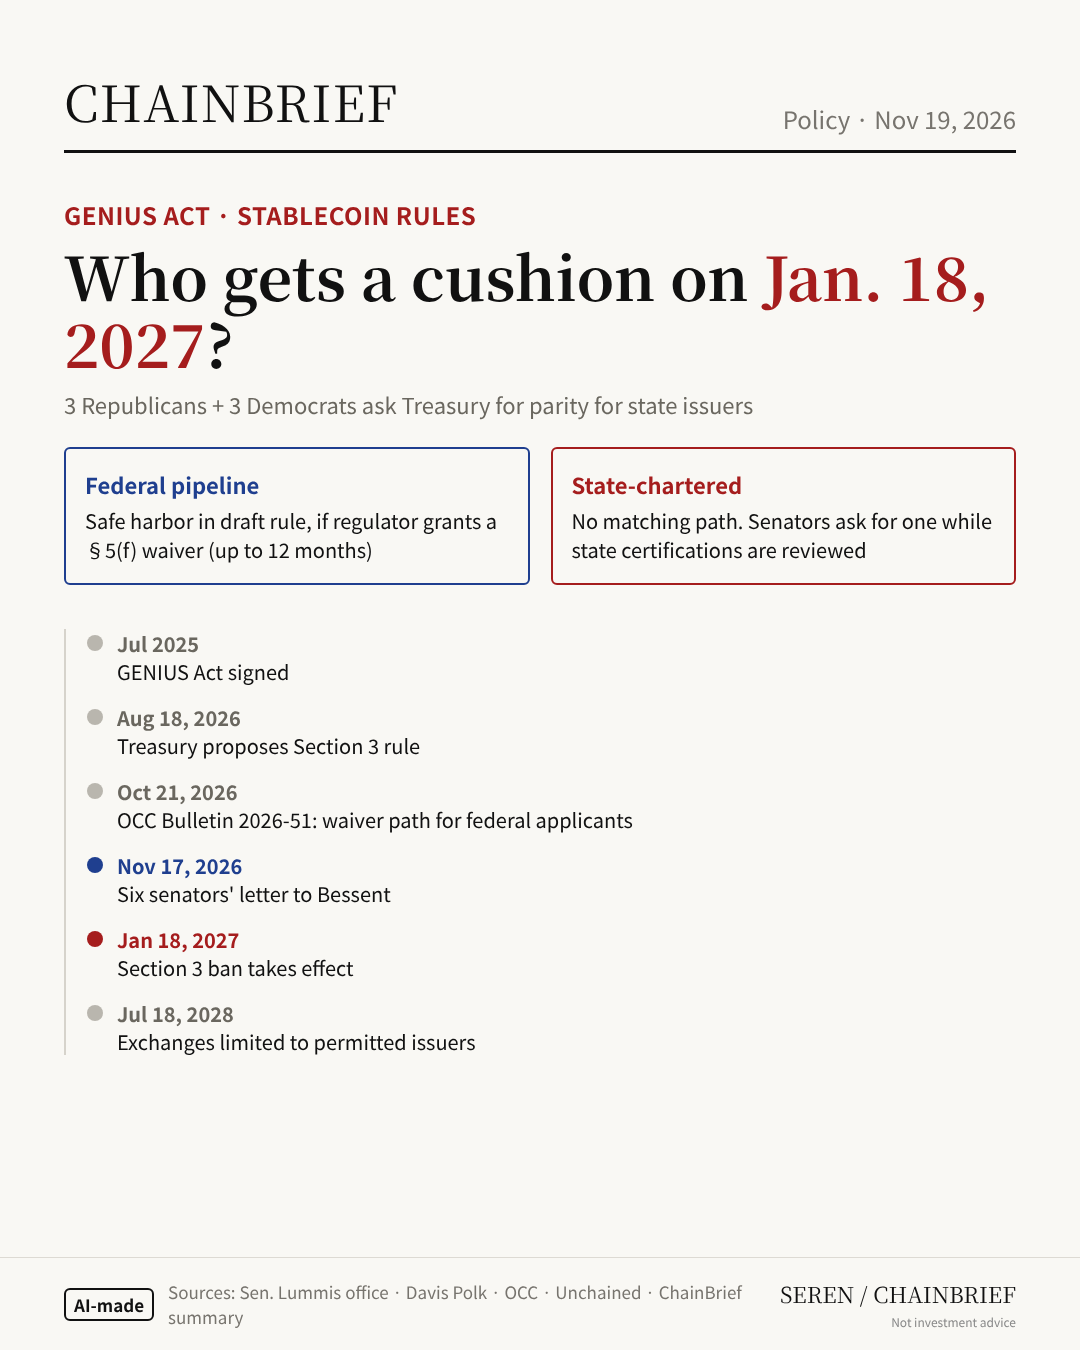 CHAINBRIEF
Policy · Nov 19, 2026
GENIUS ACT · STABLECOIN RULES
Who gets a cushion on Jan. 18,
2027?
3 Republicans + 3 Democrats ask Treasury for parity for state issuers
Federal pipeline
Safe harbor in draft rule, if regulator grants a
§5(f) waiver (up to 12 months)
State-chartered
No matching path. Senators ask for one while
state certifications are reviewed
Jul 2025
GENIUS Act signed
Aug 18, 2026
Treasury proposes Section 3 rule
Oct 21, 2026
OCC Bulletin 2026-51: waiver path for federal applicants
Nov 17, 2026
Six senators' letter to Bessent
Jan 18, 2027
Section 3 ban takes effect
Jul 18, 2028
Exchanges limited to permitted issuers
AI-made
Sources: Sen. Lummis office · Davis Polk · OCC · Unchained · ChainBrief
summary
SEREN / CHAINBRIEF
Not investment advice